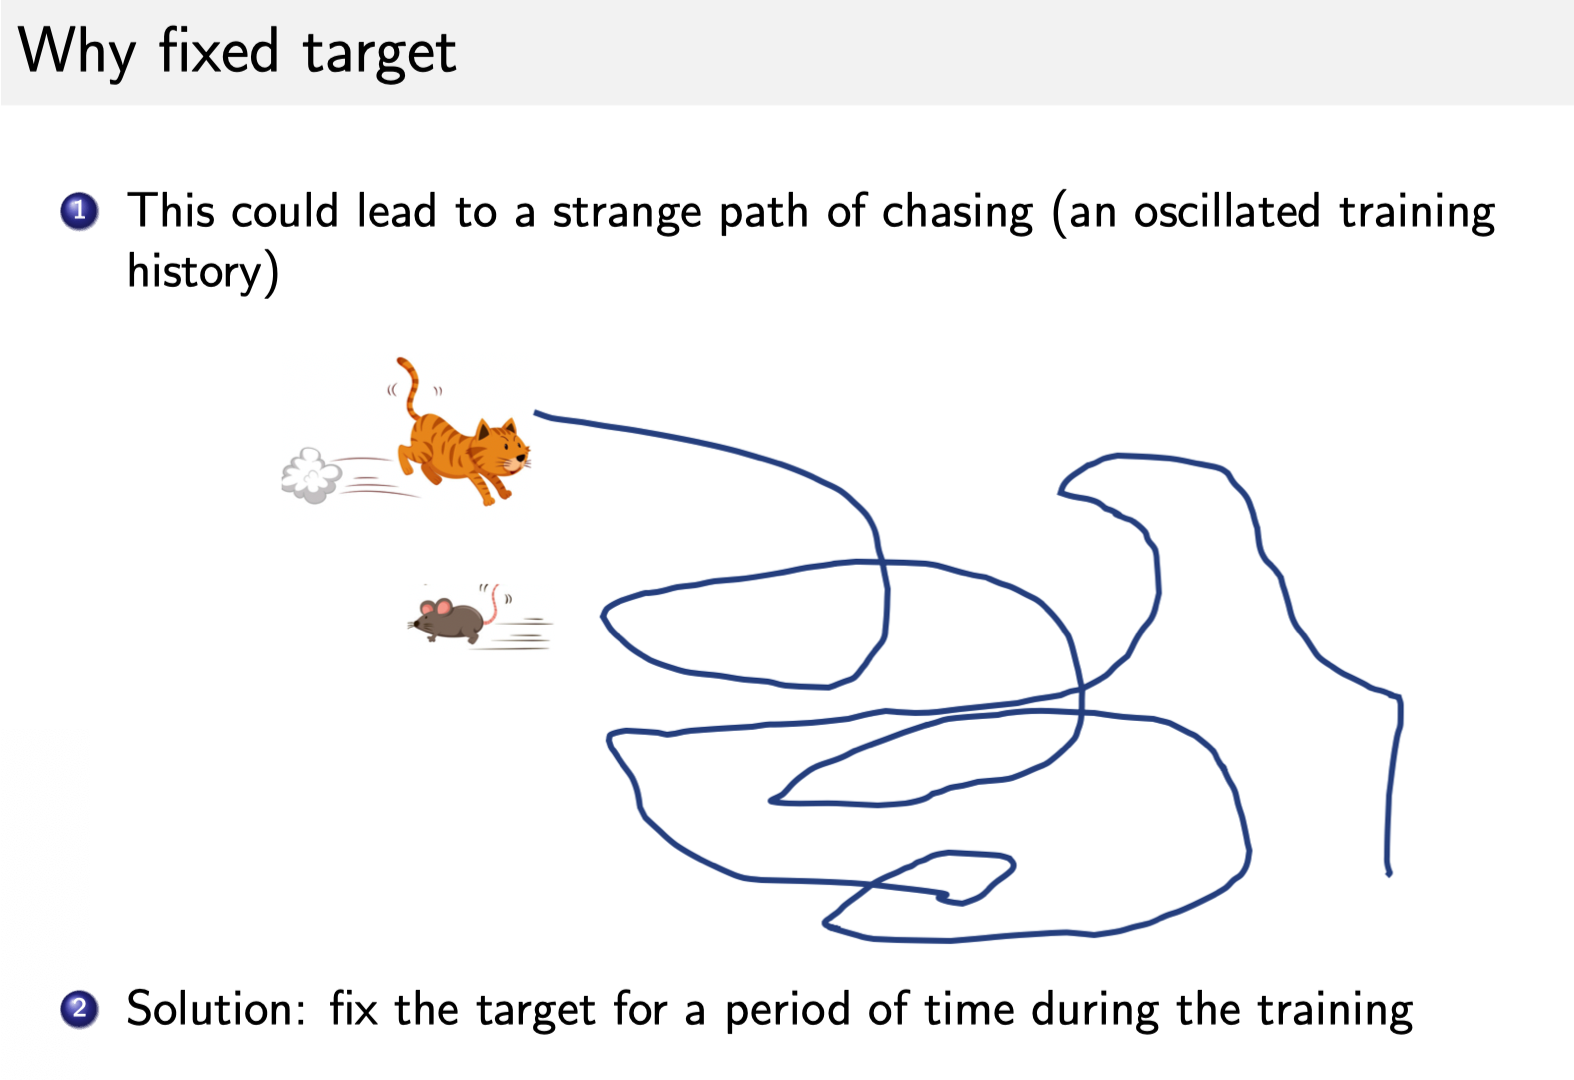 Why fixed target
1 This could lead to a strange path of chasing (an oscillated training
history)
2 Solution: fix the target for a period of time during the training